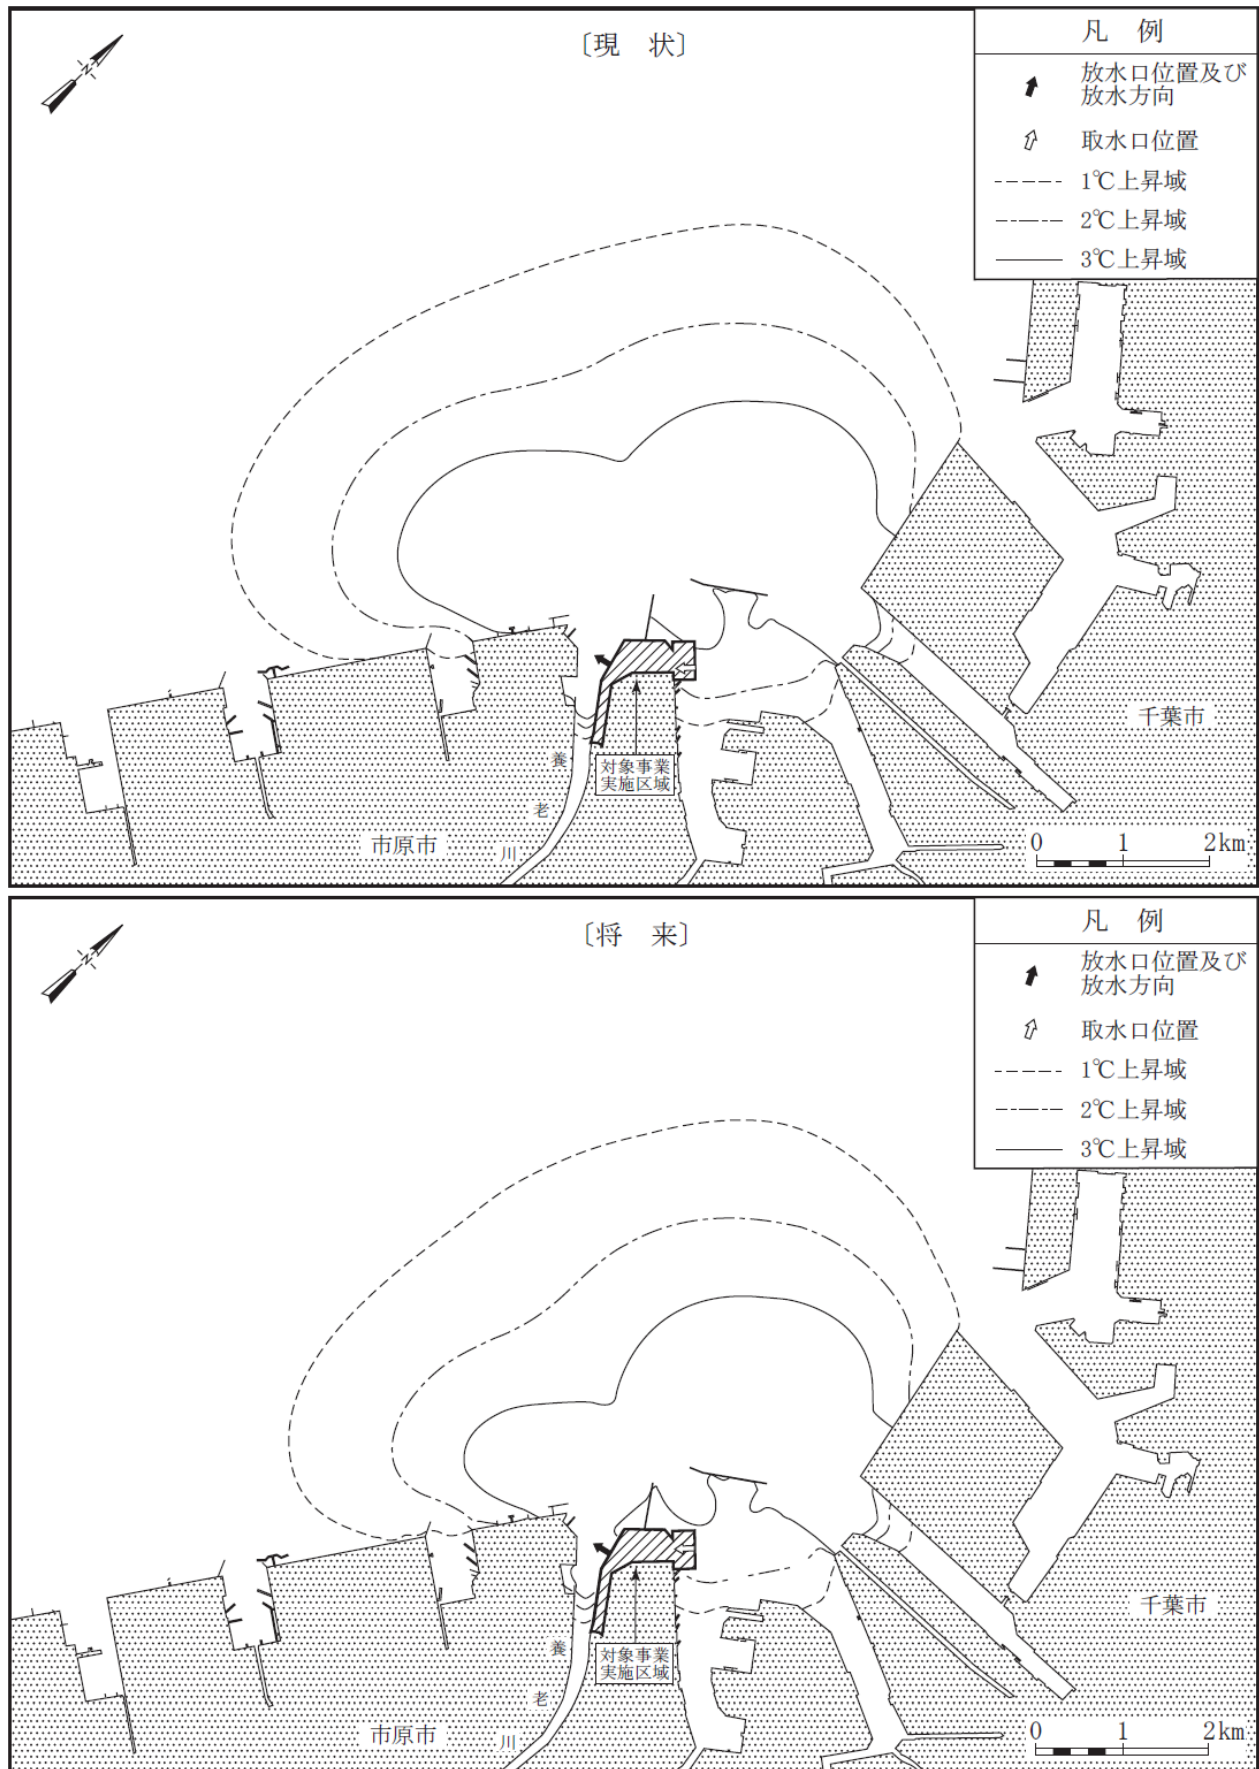 〔現　状〕
凡　例
放水口位置及び
放水方向
取水口位置
1℃上昇域
2℃上昇域
3℃上昇域
N
千葉市
対象事業
実施区域
養
老
川
市原市
0 1 2km
〔将　来〕
凡　例
放水口位置及び
放水方向
取水口位置
1℃上昇域
2℃上昇域
3℃上昇域
N
千葉市
対象事業
実施区域
養
老
川
市原市
0 1 2km